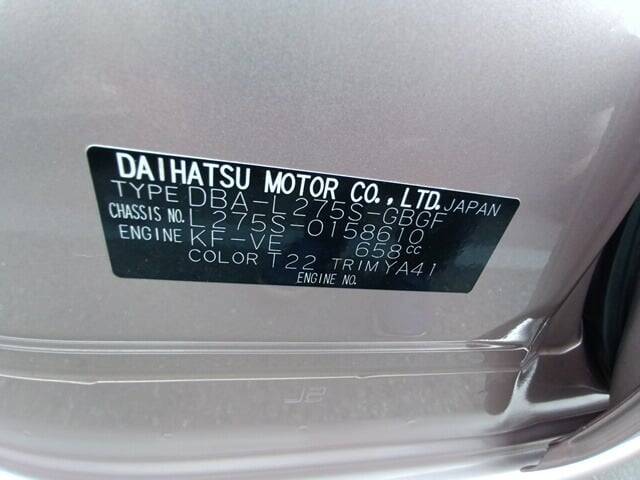 DAIHATSU MOTOR CO., LTD. JAPAN
TYPE DBA-L275S-GBGF
CHASSIS NO. L275S-0158610
ENGINE KF-VE 658cc
COLOR T22 TRIM YA41
ENGINE NO.